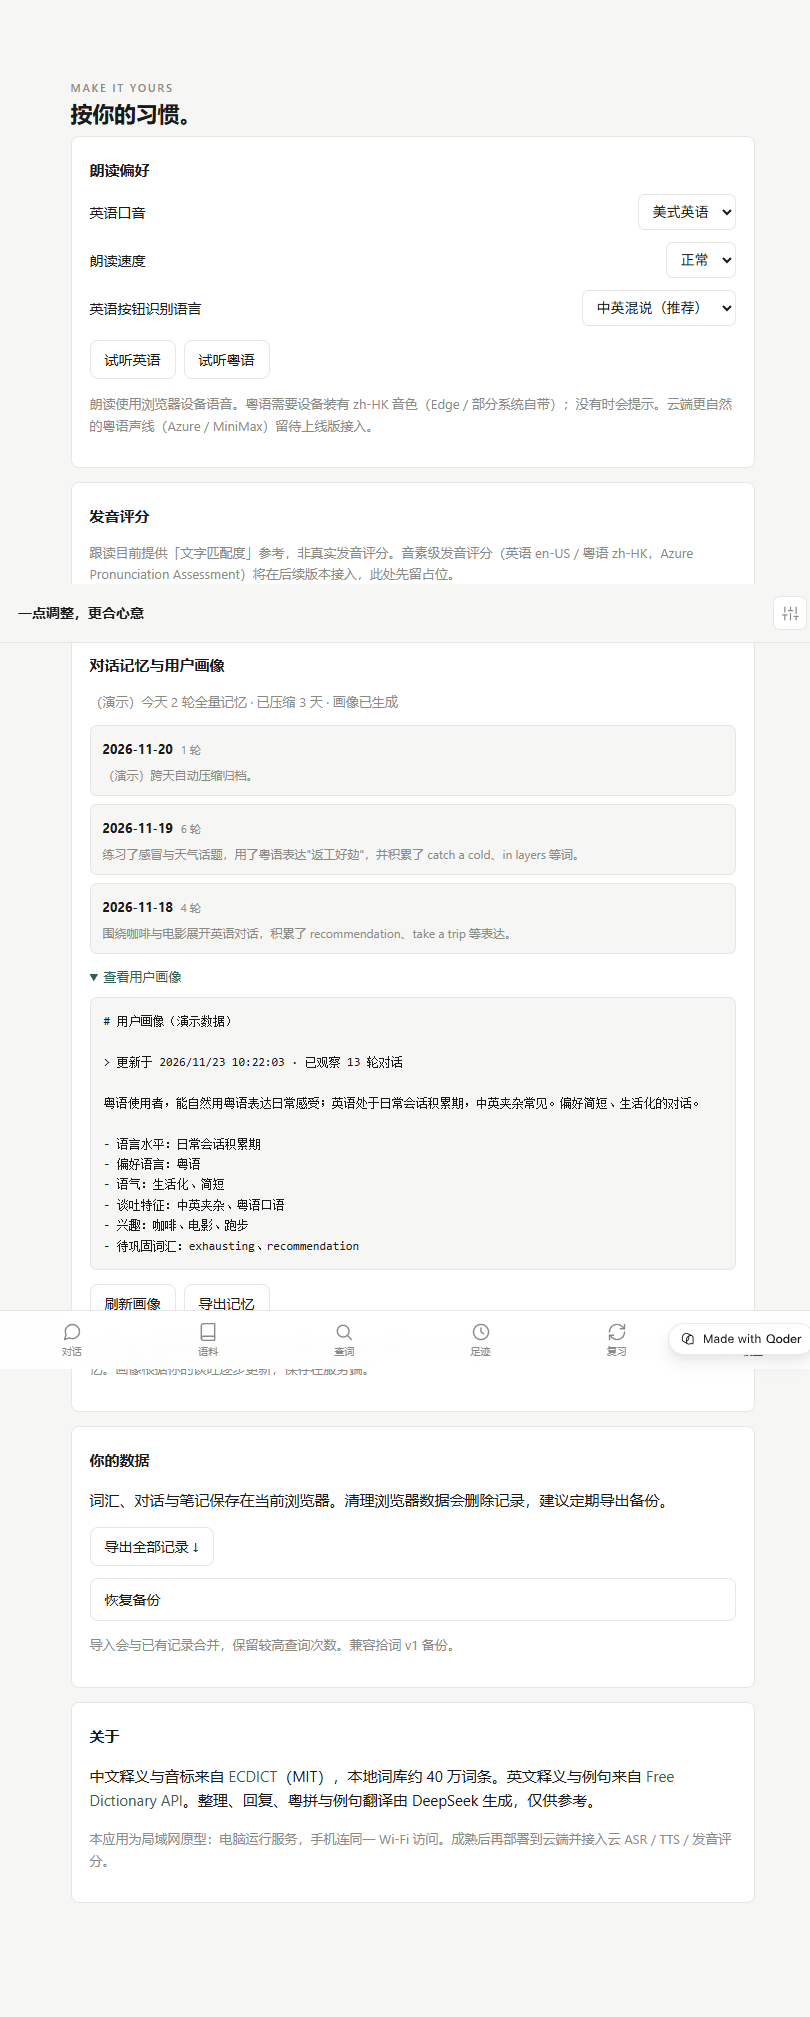 MAKE IT YOURS
按你的习惯。
朗读偏好
英语口音
美式英语
朗读速度
正常
英语按钮识别语言
中英混说（推荐）
试听英语
试听粤语
朗读使用浏览器设备语音。粤语需要设备装有 zh-HK 音色（Edge / 部分系统自带）；没有时会提示。云端更自然
的粤语声线（Azure / MiniMax）留待上线版接入。
发音评分
跟读目前提供「文字匹配度」参考，非真实发音评分。音素级发音评分（英语 en-US / 粤语 zh-HK，Azure
Pronunciation Assessment）将在后续版本接入，此处先留占位。
一点调整，更合心意
对话记忆与用户画像
（演示）今天 2 轮全量记忆 · 已压缩 3 天 · 画像已生成
2026-11-20 1 轮
（演示）跨天自动压缩归档。
2026-11-19 6 轮
练习了感冒与天气话题，用了粤语表达"返工好攰"，并积累了 catch a cold、in layers 等词。
2026-11-18 4 轮
围绕咖啡与电影展开英语对话，积累了 recommendation、take a trip 等表达。
▼ 查看用户画像
# 用户画像（演示数据）
> 更新于 2026/11/23 10:22:03 · 已观察 13 轮对话
粤语使用者，能自然用粤语表达日常感受；英语处于日常会话积累期，中英夹杂常见。偏好简短、生活化的对话。
- 语言水平：日常会话积累期
- 偏好语言：粤语
- 语气：生活化、简短
- 谈吐特征：中英夹杂、粤语口语
- 兴趣：咖啡、电影、跑步
- 待巩固词汇：exhausting、recommendation
刷新画像
导出记忆
对话
语料
查词
足迹
复习
Made with Qoder
忆。画像根据你的谈吐逐步更新，保存在服务端。
你的数据
词汇、对话与笔记保存在当前浏览器。清理浏览器数据会删除记录，建议定期导出备份。
导出全部记录 ↓
恢复备份
导入会与已有记录合并，保留较高查询次数。兼容拾词 v1 备份。
关于
中文释义与音标来自 ECDICT（MIT），本地词库约 40 万词条。英文释义与例句来自 Free
Dictionary API。整理、回复、粤拼与例句翻译由 DeepSeek 生成，仅供参考。
本应用为局域网原型：电脑运行服务，手机连同一 Wi-Fi 访问。成熟后再部署到云端并接入云 ASR / TTS / 发音评
分。